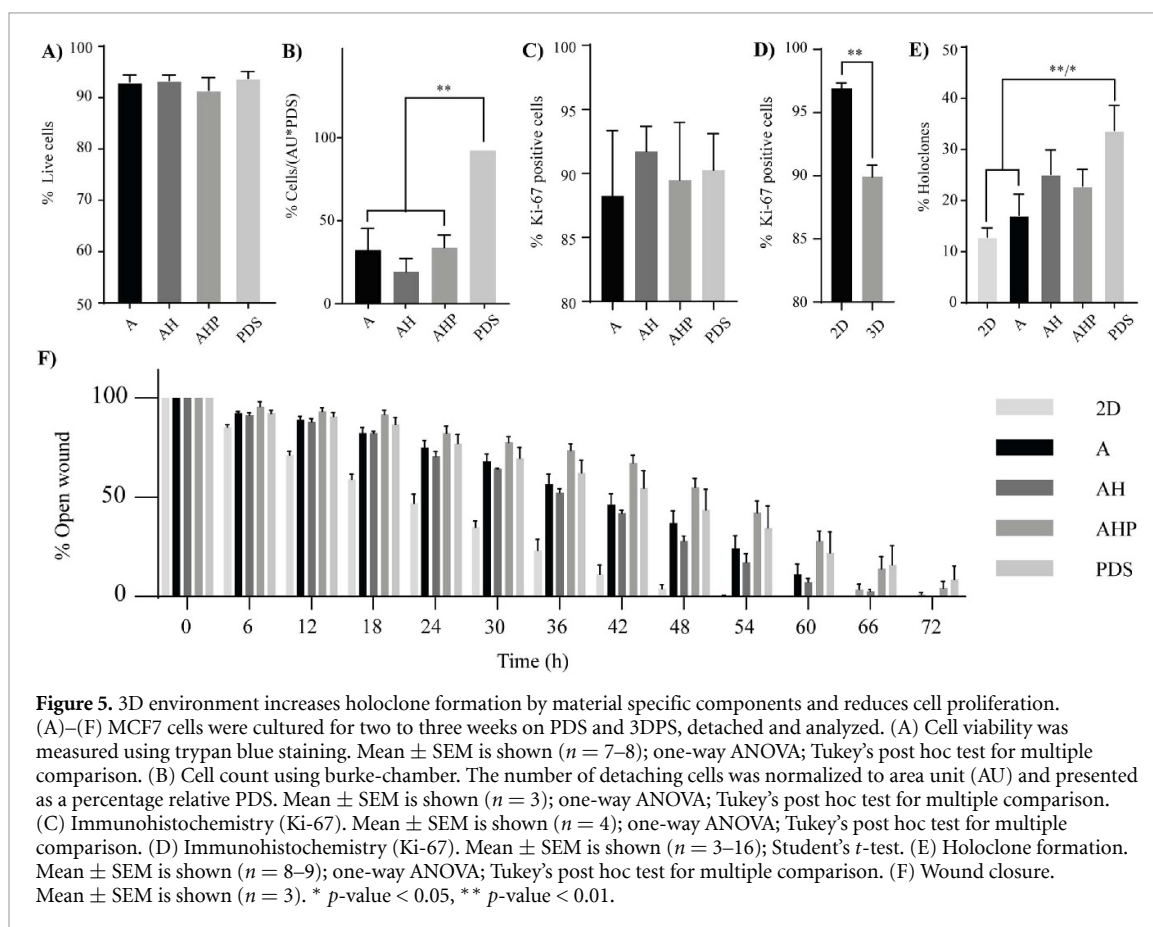 A)
% Live cells
100
90
80
70
60
50
A
AH
AHP
PDS
B)
% Cells/(AU*PDS)
100
50
0
**
A
AH
AHP
PDS
C)
% Ki-67 positive cells
100
95
90
85
80
A
AH
AHP
PDS
D)
% Ki-67 positive cells
100
95
90
85
80
**
2D
3D
E)
% Holoclones
50
40
30
20
10
0
**/*
2D
A
AH
AHP
PDS
F)
% Open wound
100
50
0
0 6 12 18 24 30 36 42 48 54 60 66 72
Time (h)
2D
A
AH
AHP
PDS
Figure 5. 3D environment increases holoclone formation by material specific components and reduces cell proliferation.
(A)–(F) MCF7 cells were cultured for two to three weeks on PDS and 3DPS, detached and analyzed. (A) Cell viability was
measured using trypan blue staining. Mean ± SEM is shown (n = 7–8); one-way ANOVA; Tukey's post hoc test for multiple
comparison. (B) Cell count using burke-chamber. The number of detaching cells was normalized to area unit (AU) and presented
as a percentage relative PDS. Mean ± SEM is shown (n = 3); one-way ANOVA; Tukey's post hoc test for multiple comparison.
(C) Immunohistochemistry (Ki-67). Mean ± SEM is shown (n = 4); one-way ANOVA; Tukey's post hoc test for multiple
comparison. (D) Immunohistochemistry (Ki-67). Mean ± SEM is shown (n = 3–16); Student's t-test. (E) Holoclone formation.
Mean ± SEM is shown (n = 8–9); one-way ANOVA; Tukey's post hoc test for multiple comparison. (F) Wound closure.
Mean ± SEM is shown (n = 3). * p-value < 0.05, ** p-value < 0.01.